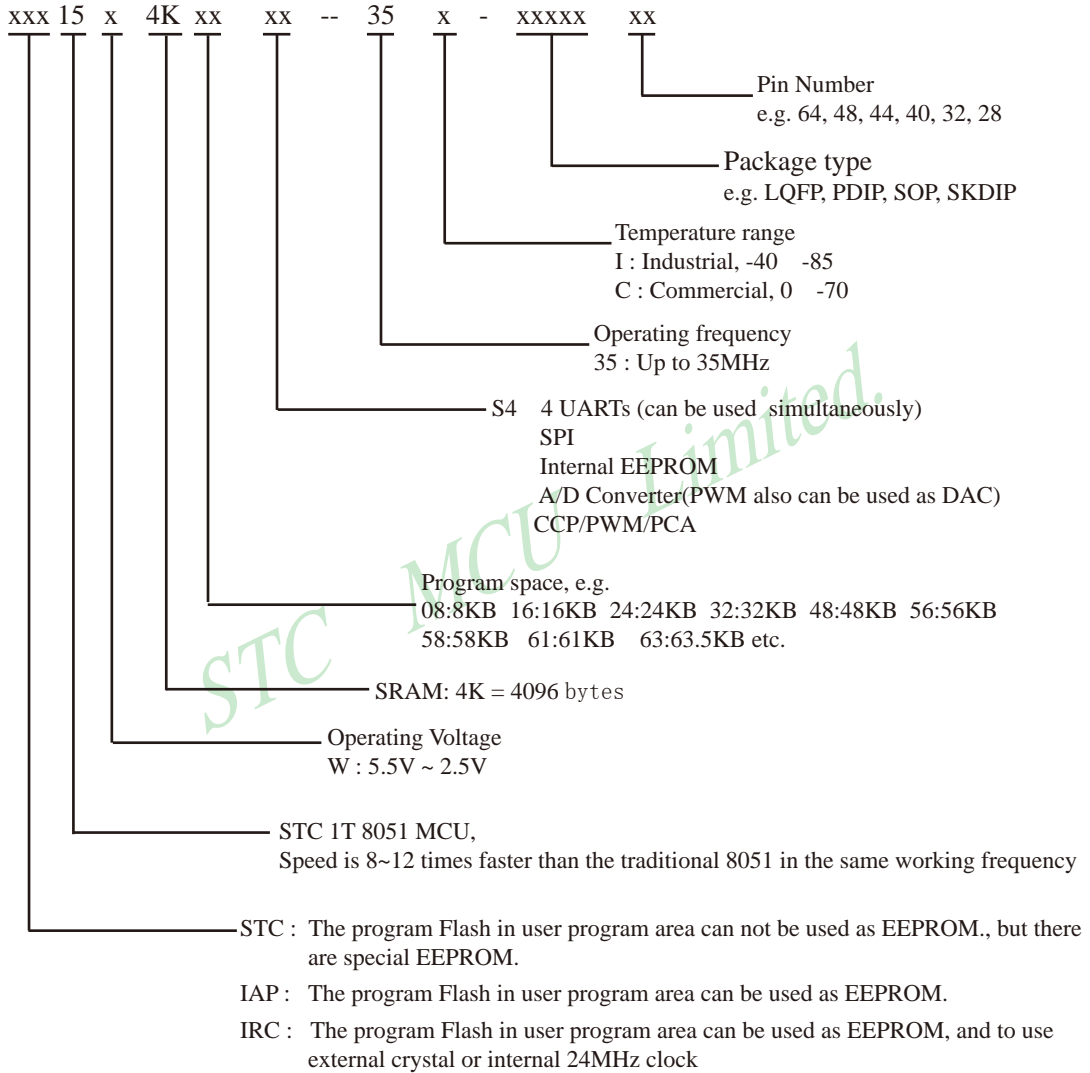 xxx 15 x 4K xx xx -- 35 x - xxxxx xx
Pin Number
e.g. 64, 48, 44, 40, 32, 28
Package type
e.g. LQFP, PDIP, SOP, SKDIP
Temperature range
I : Industrial, -40 -85
C : Commercial, 0 -70
Operating frequency
35 : Up to 35MHz
S4 4 UARTs (can be used simultaneously)
SPI
Internal EEPROM
A/D Converter(PWM also can be used as DAC)
CCP/PWM/PCA
Program space, e.g.
08:8KB 16:16KB 24:24KB 32:32KB 48:48KB 56:56KB
58:58KB 61:61KB 63:63.5KB etc.
SRAM: 4K = 4096 bytes
Operating Voltage
W : 5.5V ~ 2.5V
STC 1T 8051 MCU,
Speed is 8~12 times faster than the traditional 8051 in the same working frequency
STC : The program Flash in user program area can not be used as EEPROM., but there
are special EEPROM.
IAP : The program Flash in user program area can be used as EEPROM.
IRC : The program Flash in user program area can be used as EEPROM, and to use
external crystal or internal 24MHz clock
STC MCU Limited.